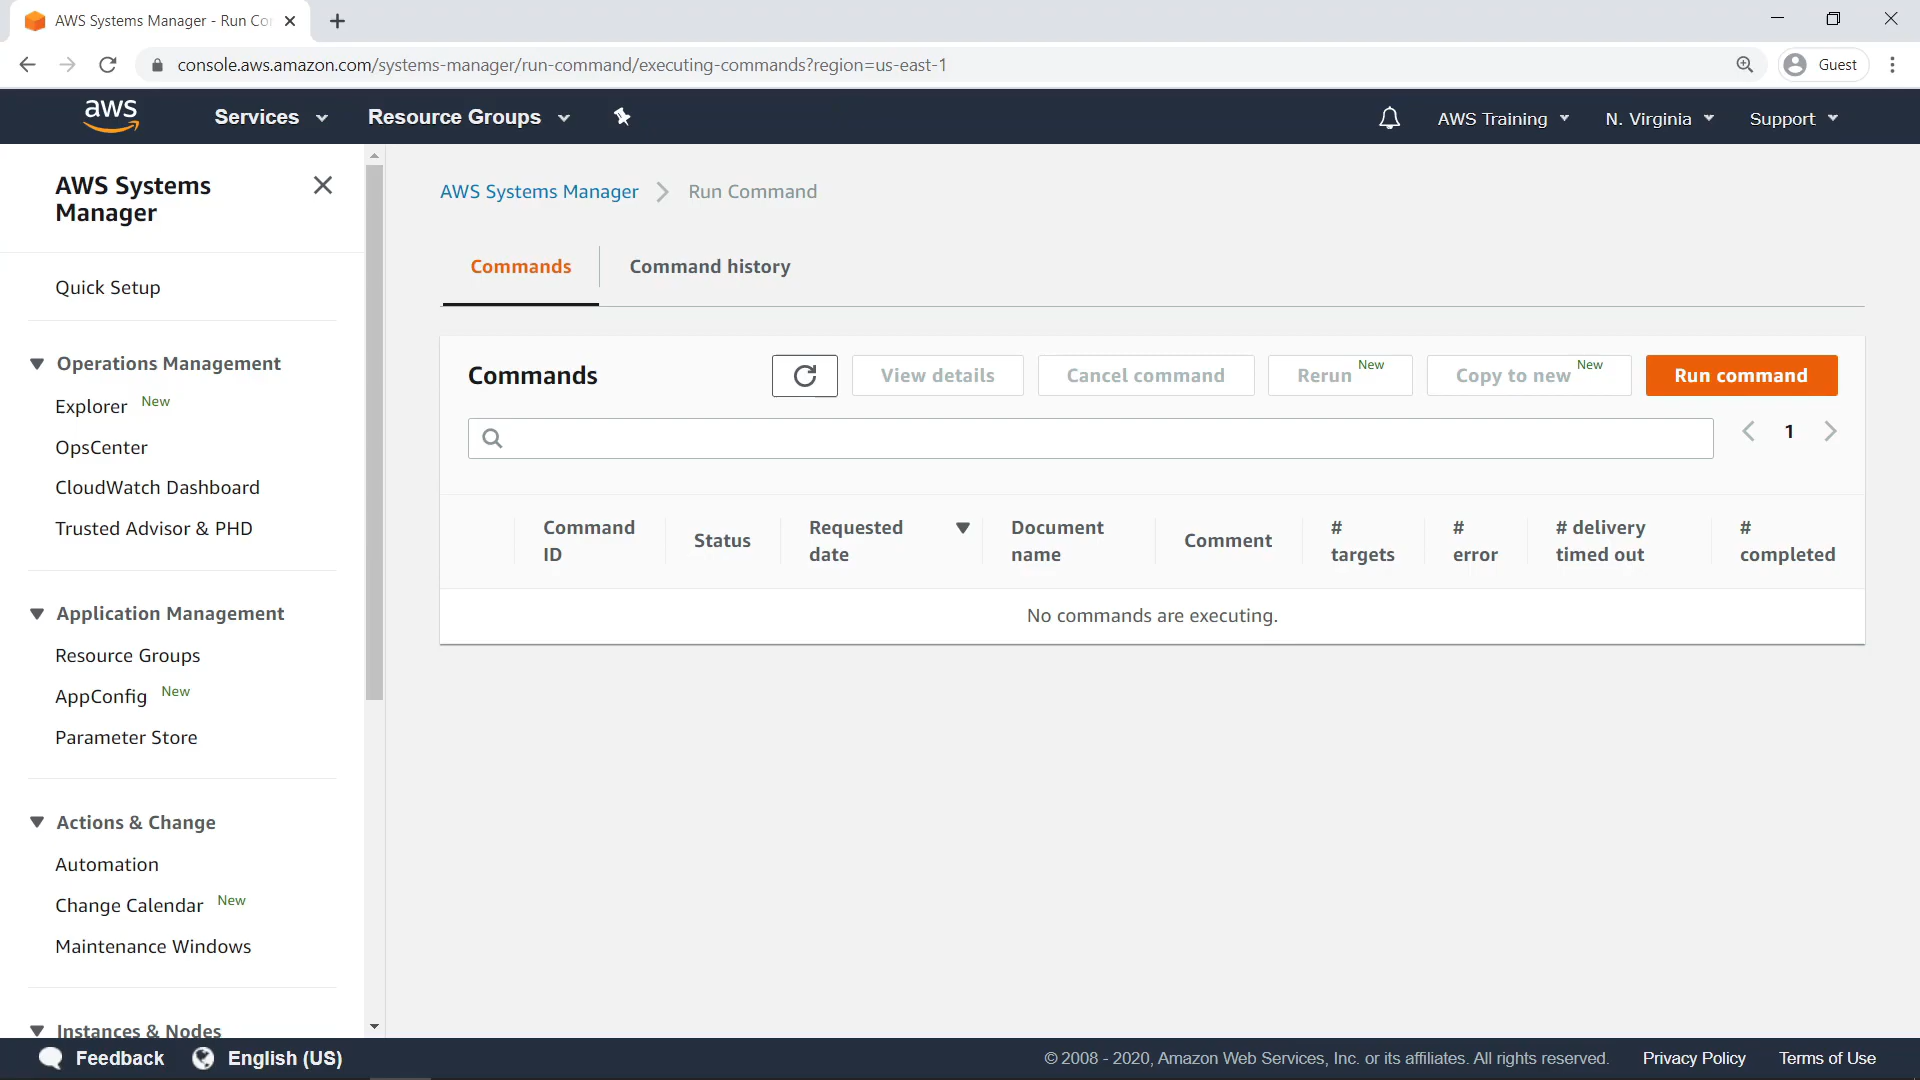 AWS Systems Manager - Run Co
console.aws.amazon.com/systems-manager/run-command/executing-commands?region=us-east-1
Guest
aws
Services
Resource Groups
AWS Training
N. Virginia
Support
AWS Systems
Manager
Quick Setup
Operations Management
Explorer New
OpsCenter
CloudWatch Dashboard
Trusted Advisor & PHD
Application Management
Resource Groups
AppConfig New
Parameter Store
Actions & Change
Automation
Change Calendar New
Maintenance Windows
Instances & Nodes
AWS Systems Manager
Run Command
Commands
Command history
Commands
View details
Cancel command
Rerun New
Copy to new New
Run command
1
Command
ID
Status
Requested
date
Document
name
Comment
#
targets
#
error
# delivery
timed out
#
completed
No commands are executing.
Feedback
English (US)
© 2008 - 2020, Amazon Web Services, Inc. or its affiliates. All rights reserved.
Privacy Policy
Terms of Use